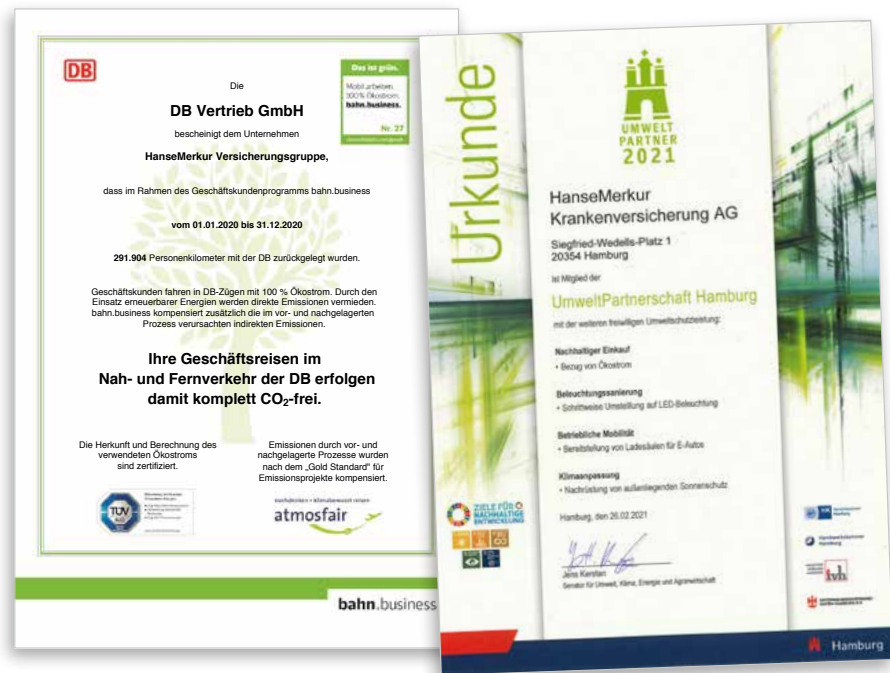 DB
Das ist grün.
Mobil arbeiten.
100% Ökostrom.
bahn.business.
Nr. 37
Die
DB Vertrieb GmbH
bescheinigt dem Unternehmen
HanseMerkur Versicherungsgruppe,
dass im Rahmen des Geschäftskundenprogramms bahn.business
vom 01.01.2020 bis 31.12.2020
291.904 Personenkilometer mit der DB zurückgelegt wurden.
Geschäftskunden fahren in DB-Zügen mit 100 % Ökostrom. Durch den
Einsatz erneuerbarer Energien werden direkte Emissionen vermieden.
bahn.business kompensiert zusätzlich die im vor- und nachgelagerten
Prozess verursachten indirekten Emissionen.
Ihre Geschäftsreisen im
Nah- und Fernverkehr der DB erfolgen
damit komplett CO₂-frei.
Die Herkunft und Berechnung des
verwendeten Ökostroms
sind zertifiziert.
Emissionen durch vor- und
nachgelagerte Prozesse wurden
nach dem „Gold Standard" für
Emissionsprojekte kompensiert.
TÜV
nachdenken • klimabewusst reisen
atmosfair
bahn.business
Urkunde
UMWELT
PARTNER
2021
HanseMerkur
Krankenversicherung AG
Siegfried-Wedells-Platz 1
20354 Hamburg
ist Mitglied der
UmweltPartnerschaft Hamburg
mit der weiteren freiwilligen Umweltschutzleistung:
Nachhaltiger Einkauf
• Bezug von Ökostrom
Beleuchtungssanierung
• Schrittweise Umstellung auf LED-Beleuchtung
Betriebliche Mobilität
• Bereitstellung von Ladesäulen für E-Autos
Klimaanpassung
• Nachrüstung von außenliegenden Sonnenschutz
Hamburg, den 26.02.2021
Jens Kerstan
Senator für Umwelt, Klima, Energie und Agrarwirtschaft
ZIELE FÜR
NACHHALTIGE
ENTWICKLUNG
Handwerkskammer
Hamburg
ivh
Hamburg